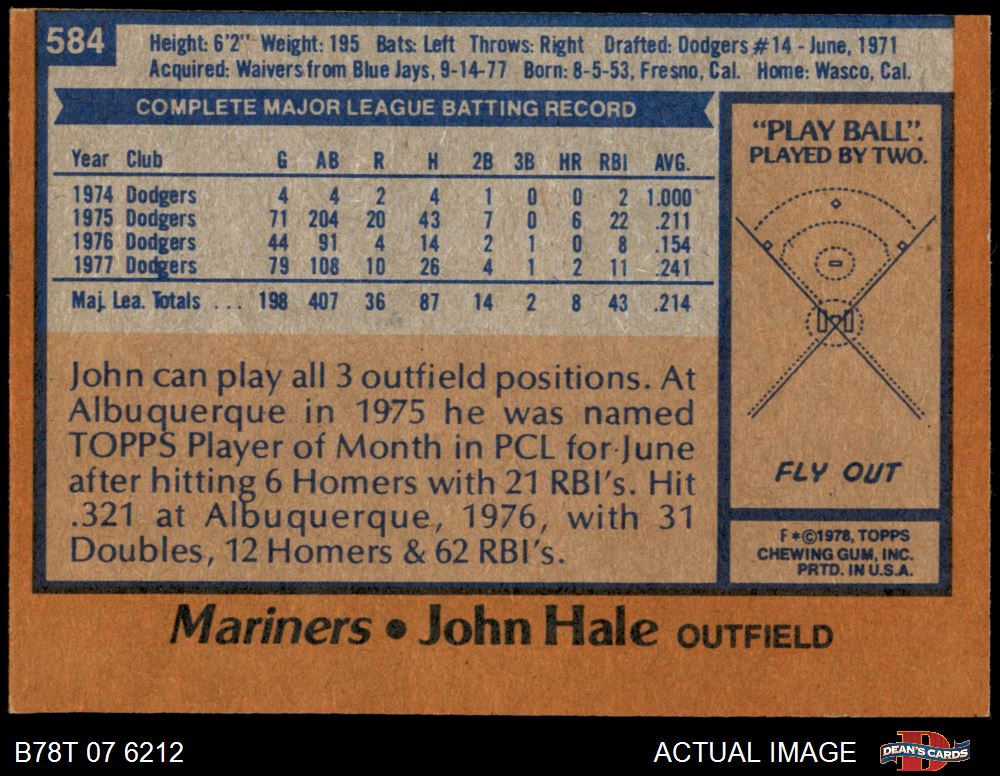 584
Height: 6'2" Weight: 195 Bats: Left Throws: Right Drafted: Dodgers #14 - June, 1971
Acquired: Waivers from Blue Jays, 9-14-77 Born: 8-5-53, Fresno, Cal. Home: Wasco, Cal.
COMPLETE MAJOR LEAGUE BATTING RECORD
Year Club G AB R H 2B 3B HR RBI AVG.
1974 Dodgers 4 4 2 4 1 0 0 2 1.000
1975 Dodgers 71 204 20 43 7 0 6 22 .211
1976 Dodgers 44 91 4 14 2 1 0 8 .154
1977 Dodgers 79 108 10 26 4 1 2 11 .241
Maj. Lea. Totals ... 198 407 36 87 14 2 8 43 .214
John can play all 3 outfield positions. At
Albuquerque in 1975 he was named
TOPPS Player of Month in PCL for June
after hitting 6 Homers with 21 RBI's. Hit
.321 at Albuquerque, 1976, with 31
Doubles, 12 Homers & 62 RBI's.
"PLAY BALL".
PLAYED BY TWO.
FLY OUT
F*©1978, TOPPS
CHEWING GUM, INC.
PRTD. IN U.S.A.
Mariners • John Hale OUTFIELD
B78T 07 6212
ACTUAL IMAGE
DEAN'S CARDS